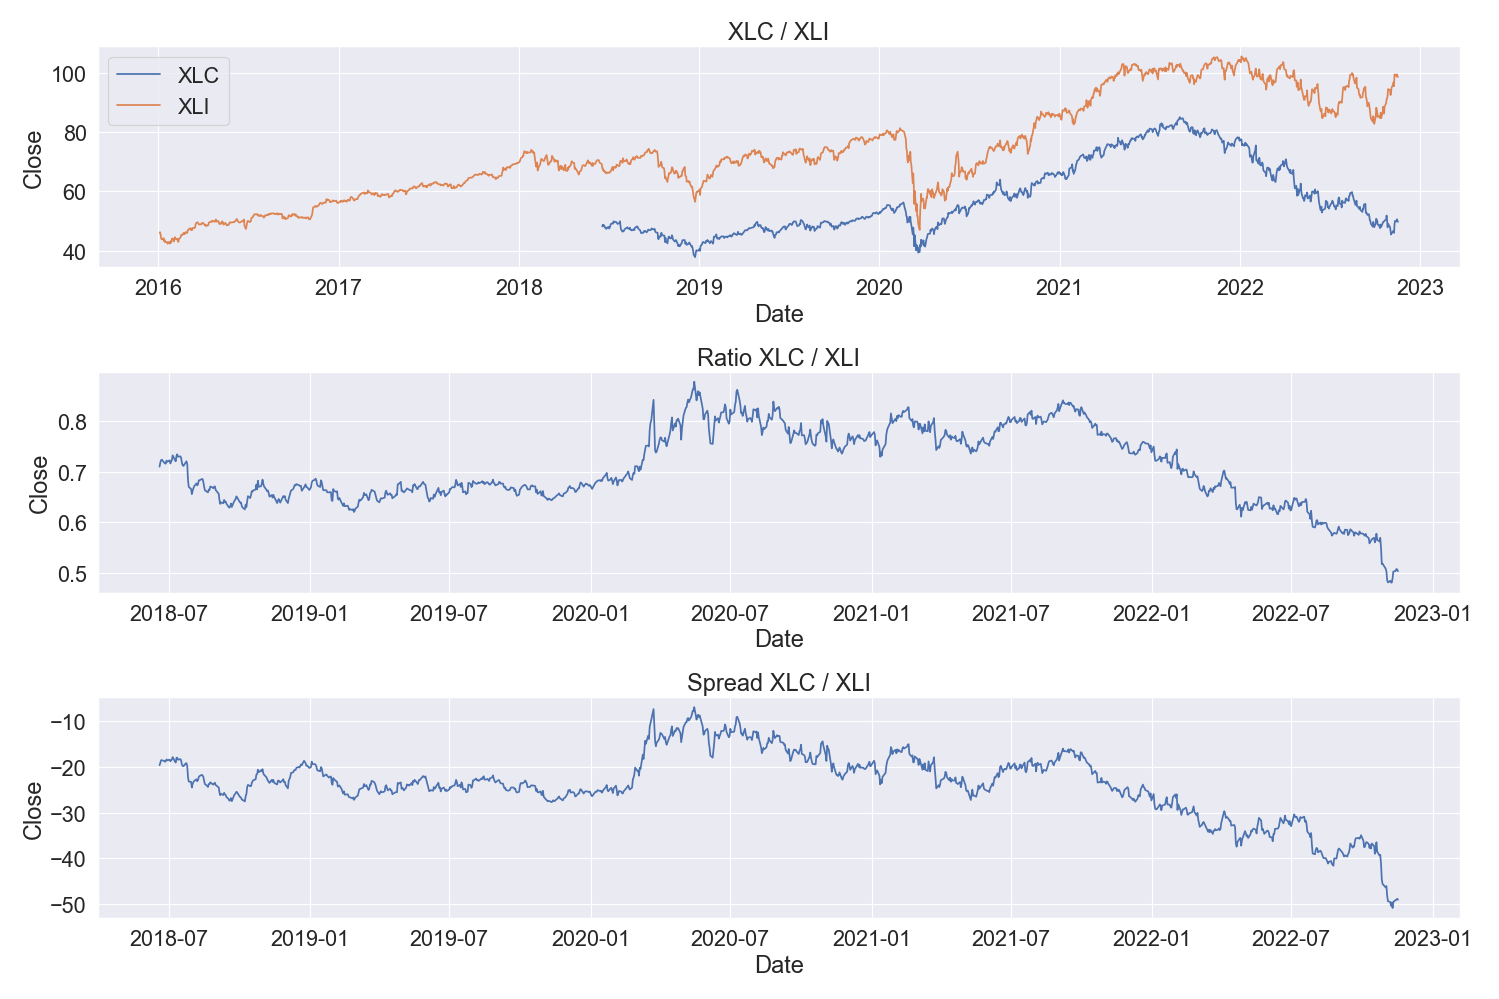 XLC / XLI
XLC
XLI
100
80
60
40
Close
2016 2017 2018 2019 2020 2021 2022 2023
Date
Ratio XLC / XLI
0.8
0.7
0.6
0.5
Close
2018-07 2019-01 2019-07 2020-01 2020-07 2021-01 2021-07 2022-01 2022-07 2023-01
Date
Spread XLC / XLI
−10
−20
−30
−40
−50
Close
2018-07 2019-01 2019-07 2020-01 2020-07 2021-01 2021-07 2022-01 2022-07 2023-01
Date